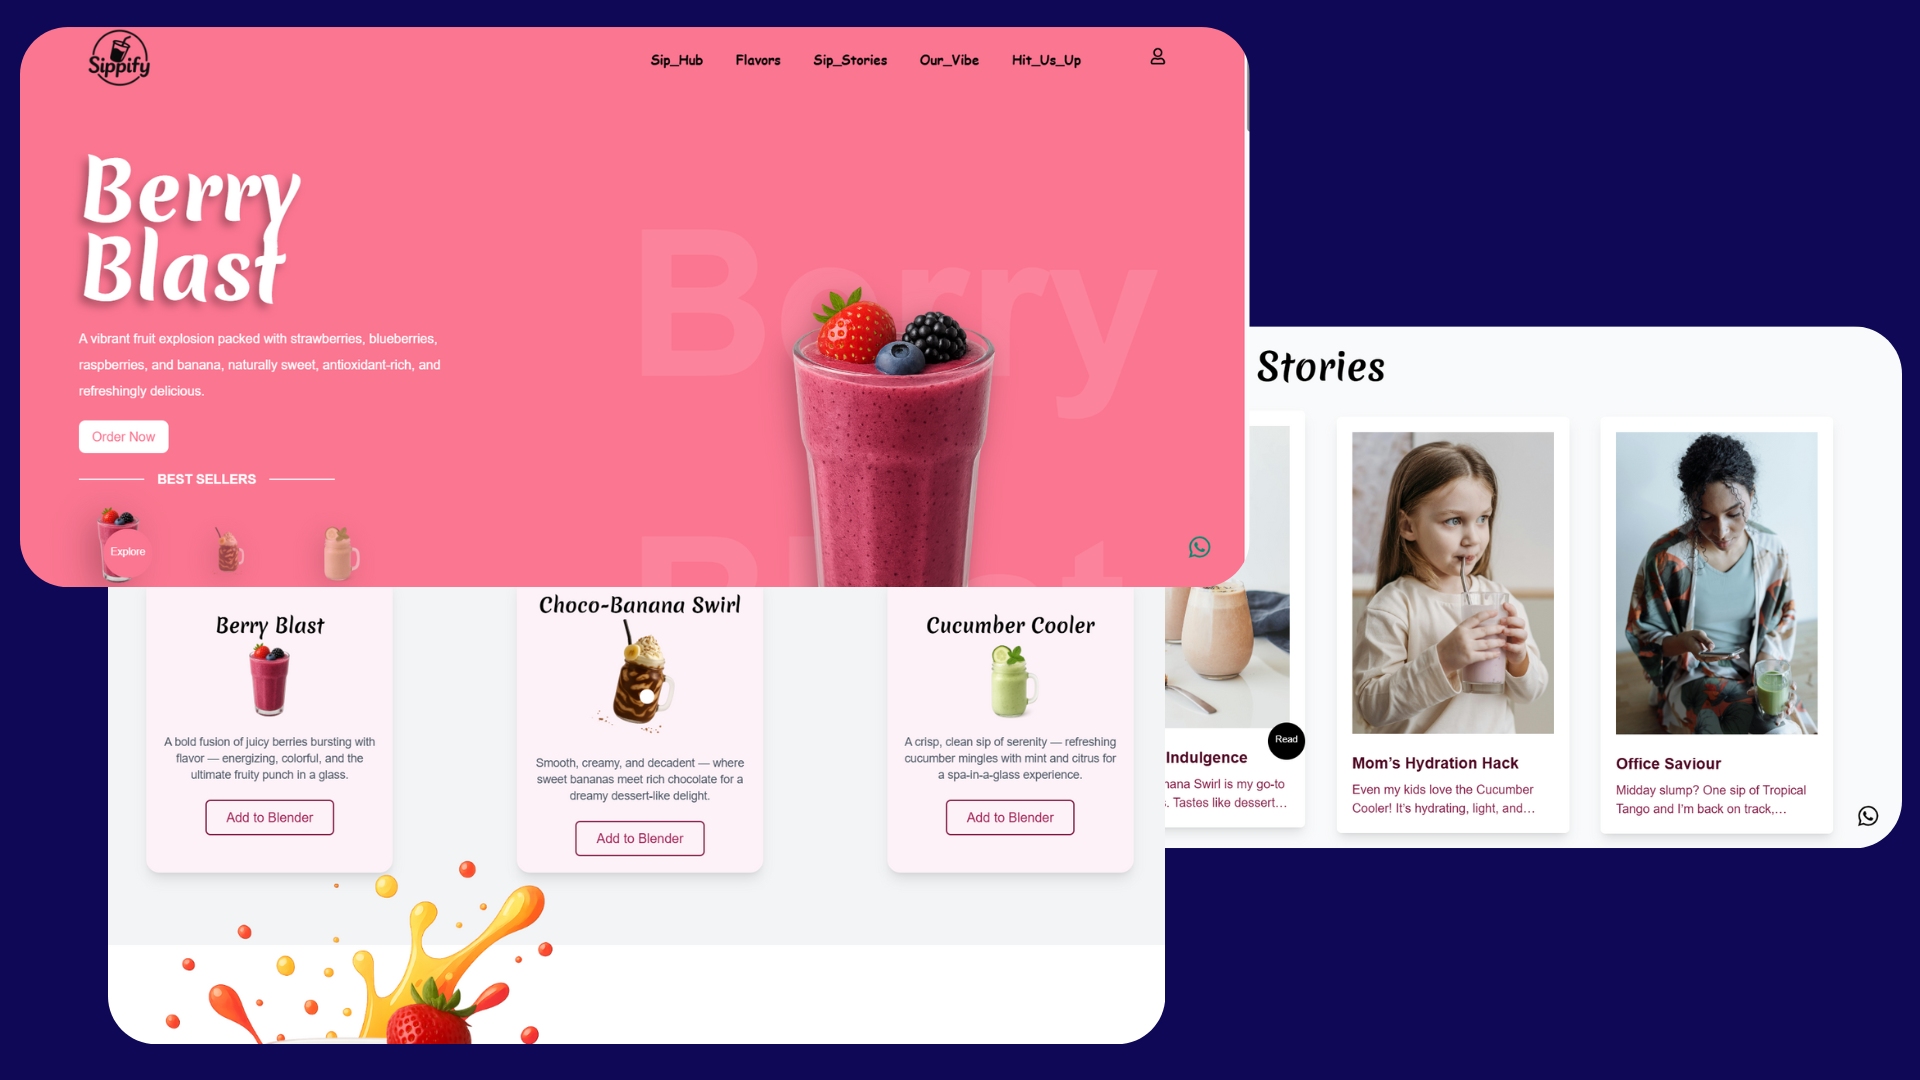 Sippify
Sip_Hub
Flavors
Sip_Stories
Our_Vibe
Hit_Us_Up
Berry
Blast
A vibrant fruit explosion packed with strawberries, blueberries,
raspberries, and banana, naturally sweet, antioxidant-rich, and
refreshingly delicious.
Order Now
BEST SELLERS
Explore
Berry
Blast
Stories
Read
Indulgence
nana Swirl is my go-to
. Tastes like dessert…
Mom's Hydration Hack
Even my kids love the Cucumber
Cooler! It's hydrating, light, and…
Office Saviour
Midday slump? One sip of Tropical
Tango and I'm back on track,…
Berry Blast
A bold fusion of juicy berries bursting with
flavor — energizing, colorful, and the
ultimate fruity punch in a glass.
Add to Blender
Choco-Banana Swirl
Smooth, creamy, and decadent — where
sweet bananas meet rich chocolate for a
dreamy dessert-like delight.
Add to Blender
Cucumber Cooler
A crisp, clean sip of serenity — refreshing
cucumber mingles with mint and citrus for
a spa-in-a-glass experience.
Add to Blender